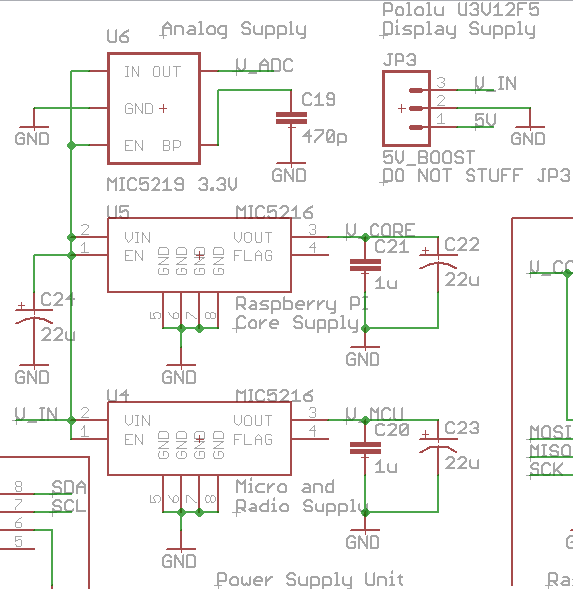 Pololu U3V12F5
Analog Supply
Display Supply
U6
JP3
IN OUT
V_ADC
3
V_IN
C19
2
GND
GND
1
5V
470p
GND
EN BP
GND
5V_BOOST
GND
DO NOT STUFF JP3
MIC5219 3.3V
U5
MIC5216
2
VIN
VOUT
3
V_CORE
1
EN
FLAG
4
C21
C22
GND
GND
GND
GND
1u
22u
C24
22u
5
6
7
8
Raspberry PI
Core Supply
GND
GND
GND
U4
MIC5216
V_IN
2
VIN
VOUT
3
V_MCU
1
EN
FLAG
4
C20
C23
GND
GND
GND
GND
1u
22u
MOSI
MISO
SCK
8
SDA
7
SCL
6
5
5
6
7
8
Micro and
Radio Supply
GND
GND
Power Supply Unit